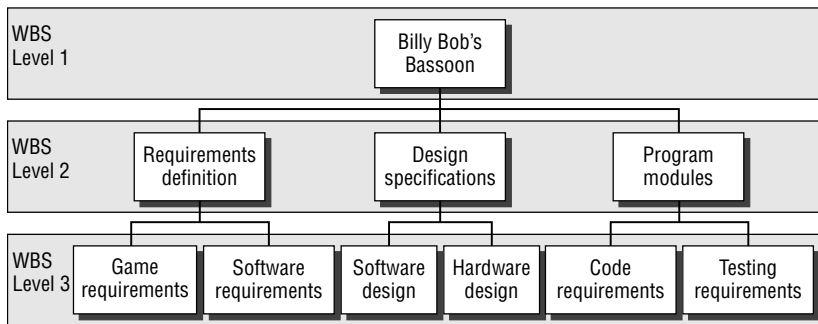 WBS
Level 1
Billy Bob's
Bassoon
WBS
Level 2
Requirements
definition
Design
specifications
Program
modules
WBS
Level 3
Game
requirements
Software
requirements
Software
design
Hardware
design
Code
requirements
Testing
requirements